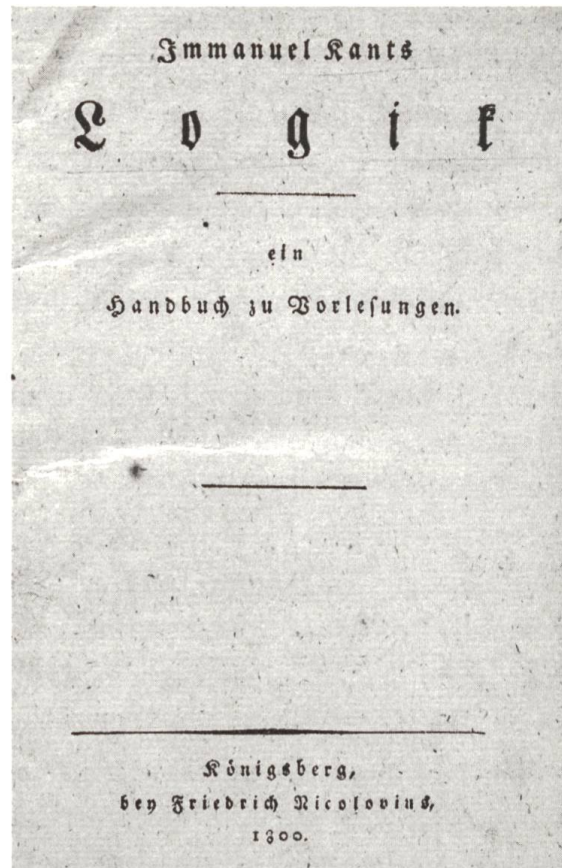 Immanuel Kants
Logik
ein
Handbuch zu Vorlesungen.
Königsberg,
bey Friedrich Nicolovius,
1800.